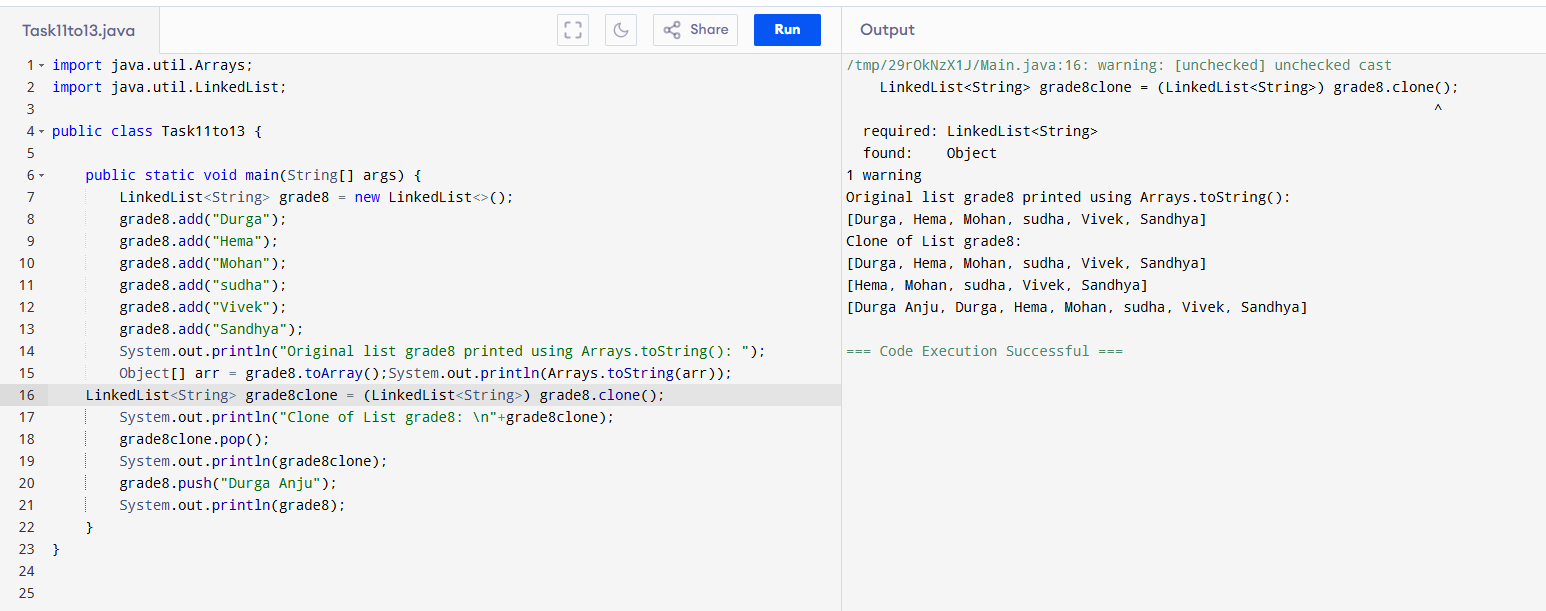 Task11to13.java
Share
Run
Output
1 import java.util.Arrays;
2 import java.util.LinkedList;
3
4 public class Task11to13 {
5
6     public static void main(String[] args) {
7         LinkedList<String> grade8 = new LinkedList<>();
8         grade8.add("Durga");
9         grade8.add("Hema");
10         grade8.add("Mohan");
11         grade8.add("sudha");
12         grade8.add("Vivek");
13         grade8.add("Sandhya");
14         System.out.println("Original list grade8 printed using Arrays.toString(): ");
15         Object[] arr = grade8.toArray();System.out.println(Arrays.toString(arr));
16     LinkedList<String> grade8clone = (LinkedList<String>) grade8.clone();
17         System.out.println("Clone of List grade8: \n"+grade8clone);
18         grade8clone.pop();
19         System.out.println(grade8clone);
20         grade8.push("Durga Anju");
21         System.out.println(grade8);
22     }
23 }
24
25
/tmp/29rOkNzX1J/Main.java:16: warning: [unchecked] unchecked cast
    LinkedList<String> grade8clone = (LinkedList<String>) grade8.clone();
                                                                      ^
  required: LinkedList<String>
  found:    Object
1 warning
Original list grade8 printed using Arrays.toString():
[Durga, Hema, Mohan, sudha, Vivek, Sandhya]
Clone of List grade8:
[Durga, Hema, Mohan, sudha, Vivek, Sandhya]
[Hema, Mohan, sudha, Vivek, Sandhya]
[Durga Anju, Durga, Hema, Mohan, sudha, Vivek, Sandhya]
=== Code Execution Successful ===